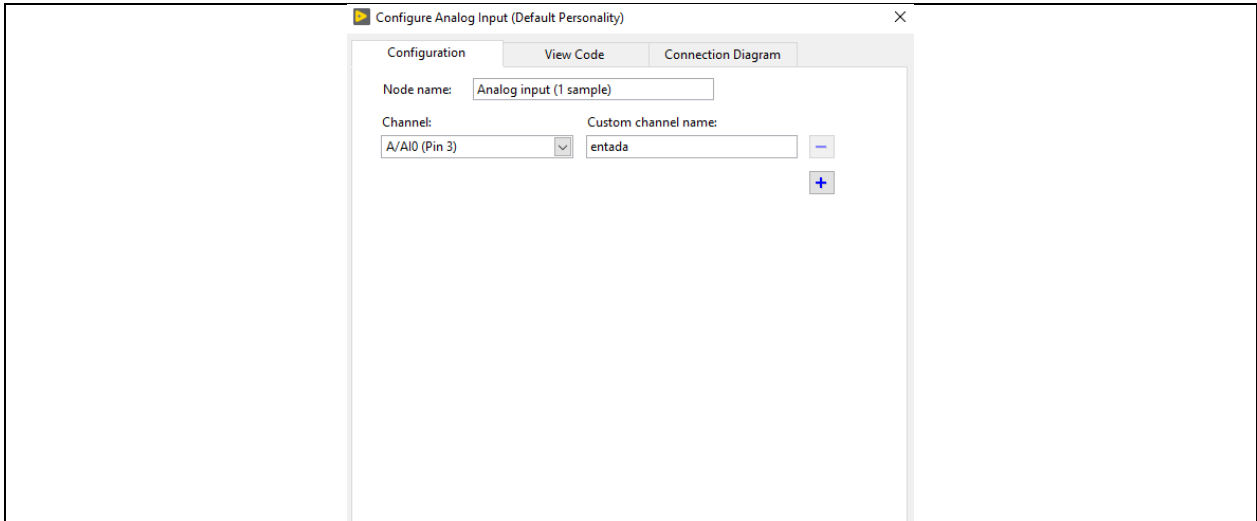 Configure Analog Input (Default Personality)
Configuration View Code Connection Diagram
Node name: Analog input (1 sample)
Channel: Custom channel name:
A/AI0 (Pin 3) entada